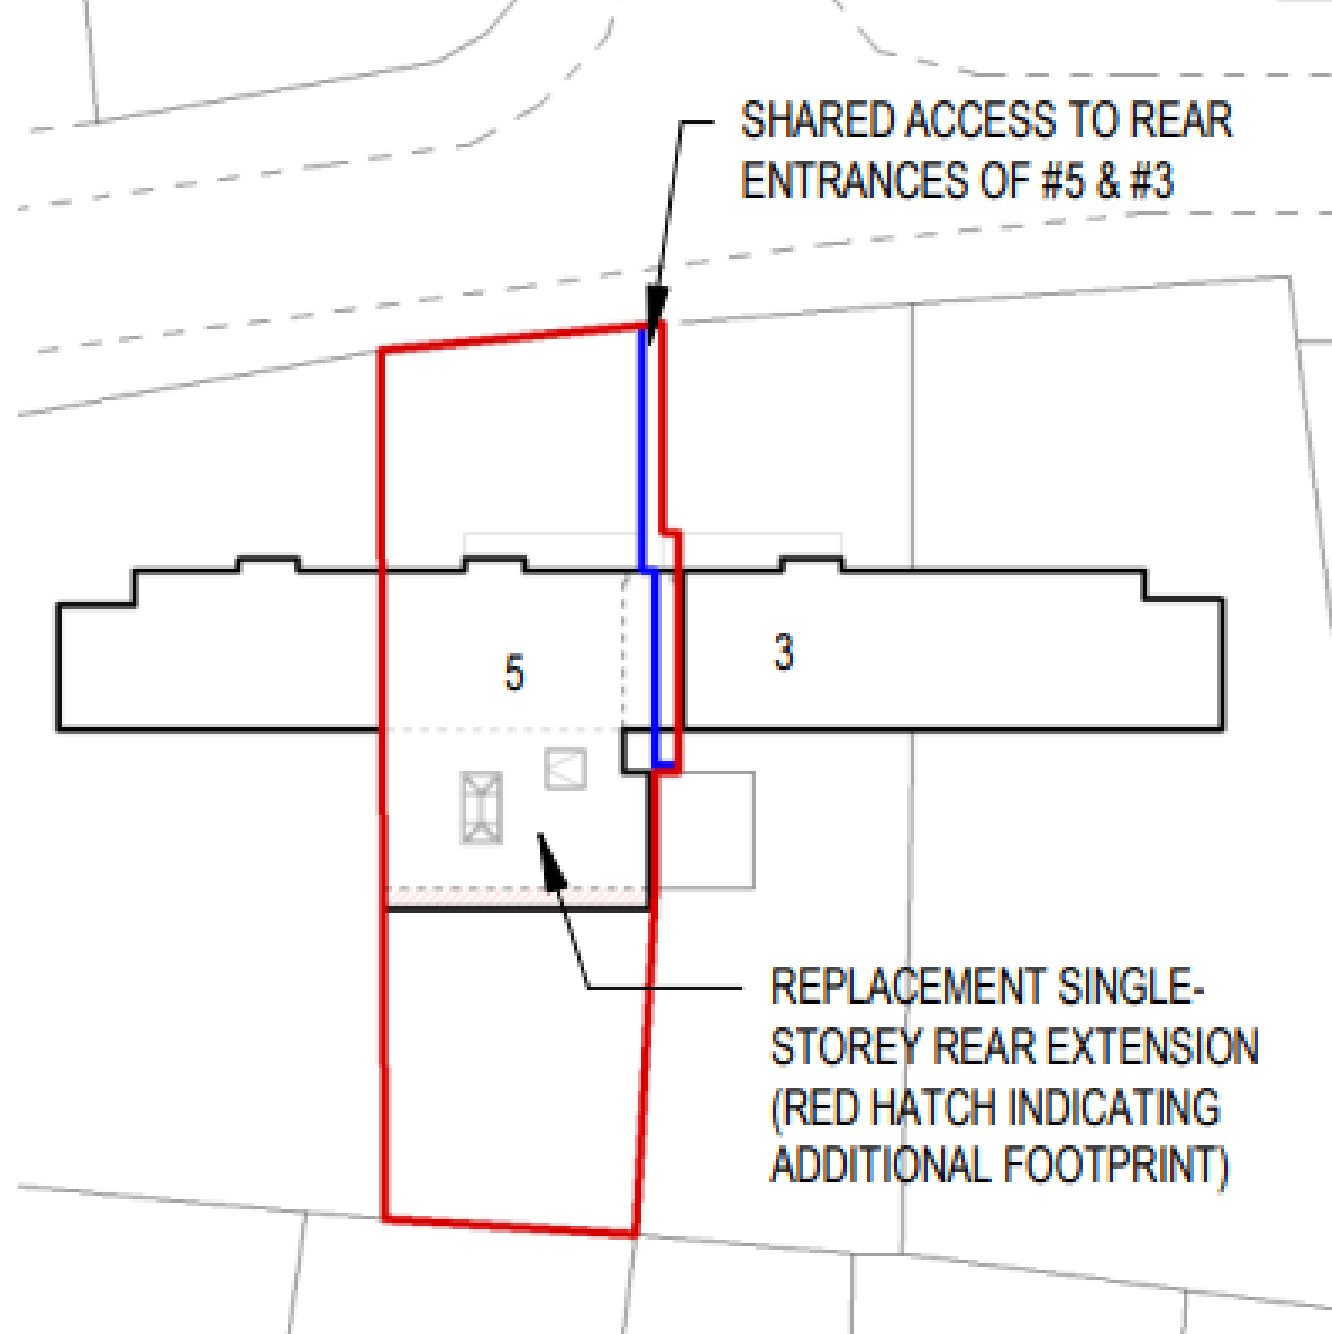 SHARED ACCESS TO REAR
ENTRANCES OF #5 & #3
5
3
REPLACEMENT SINGLE-
STOREY REAR EXTENSION
(RED HATCH INDICATING
ADDITIONAL FOOTPRINT)